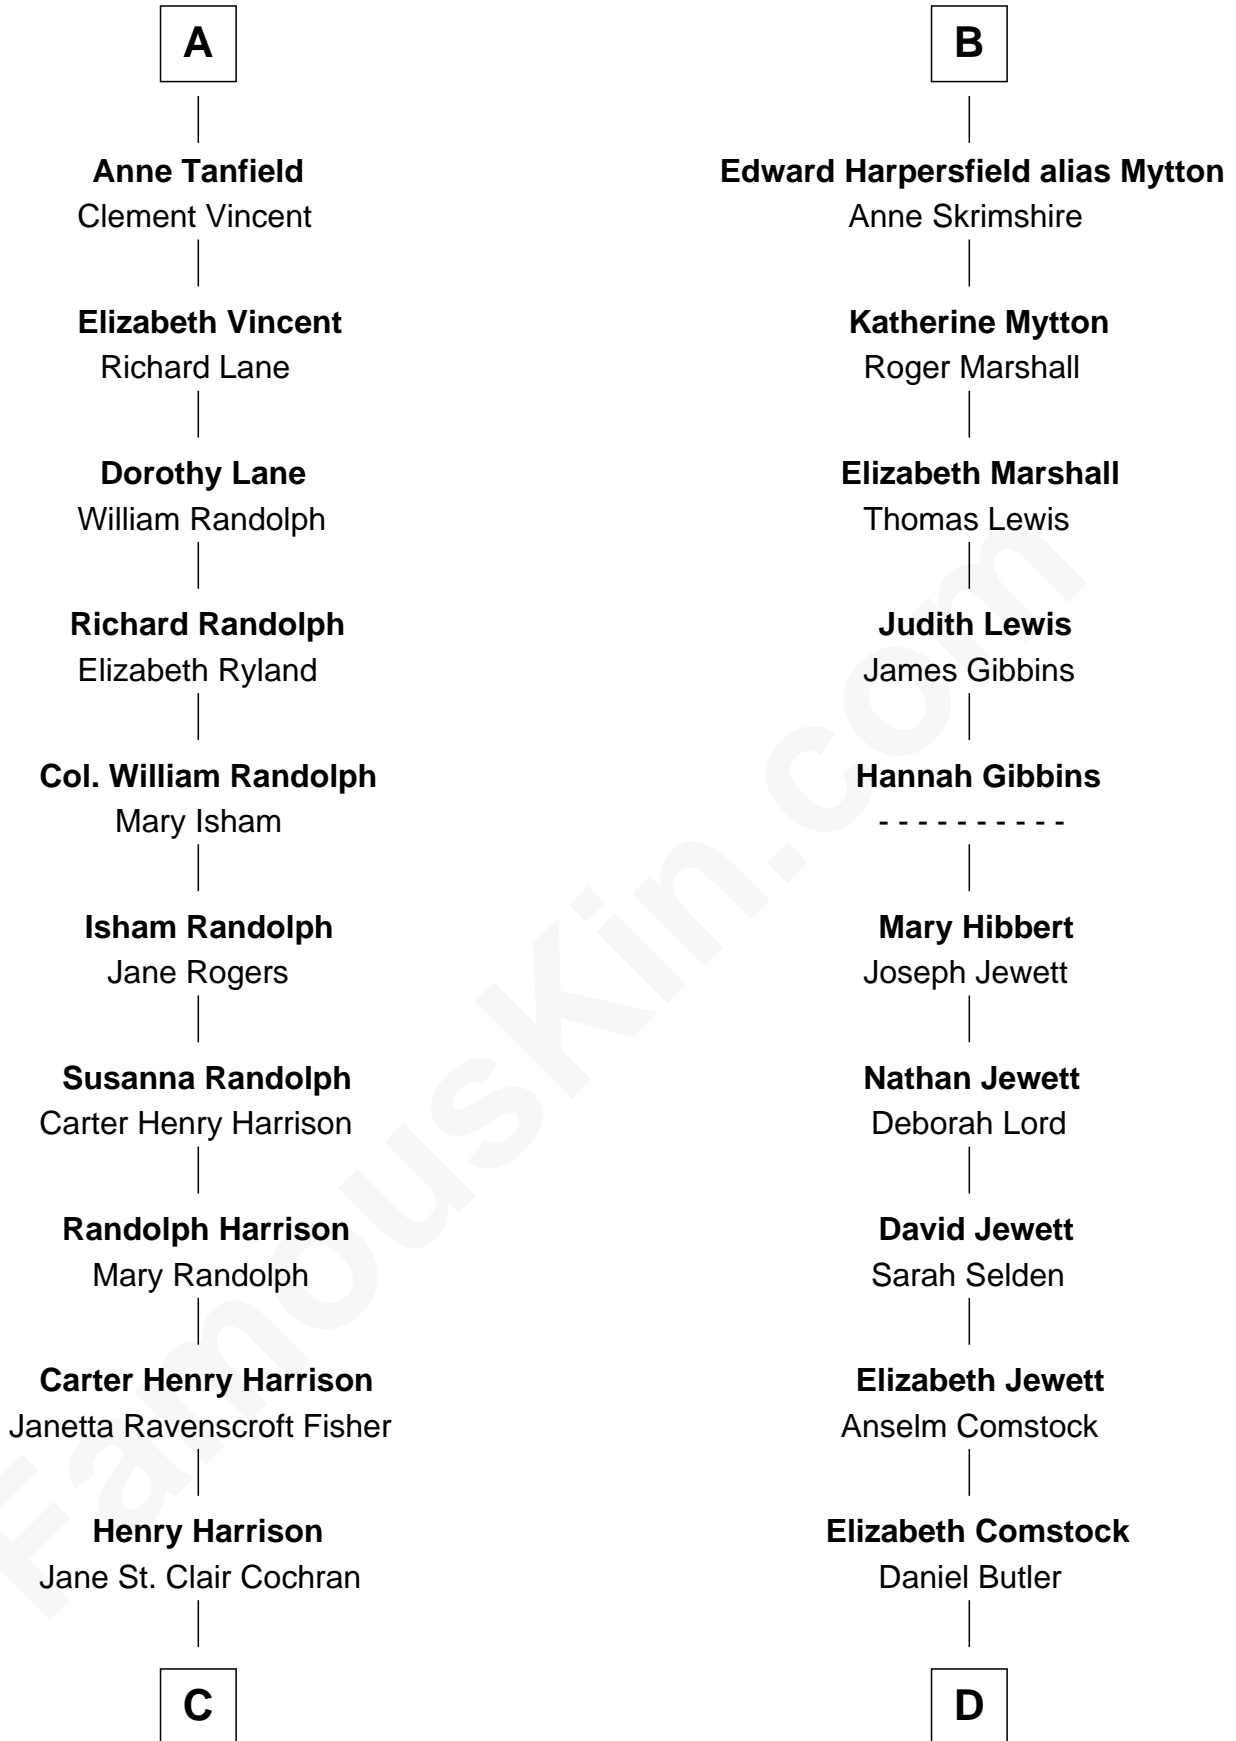 A
Anne Tanfield
Clement Vincent
Elizabeth Vincent
Richard Lane
Dorothy Lane
William Randolph
Richard Randolph
Elizabeth Ryland
Col. William Randolph
Mary Isham
Isham Randolph
Jane Rogers
Susanna Randolph
Carter Henry Harrison
Randolph Harrison
Mary Randolph
Carter Henry Harrison
Janetta Ravenscroft Fisher
Henry Harrison
Jane St. Clair Cochran
C
B
Edward Harpersfield alias Mytton
Anne Skrimshire
Katherine Mytton
Roger Marshall
Elizabeth Marshall
Thomas Lewis
Judith Lewis
James Gibbins
Hannah Gibbins
- - - - - - - - - -
Mary Hibbert
Joseph Jewett
Nathan Jewett
Deborah Lord
David Jewett
Sarah Selden
Elizabeth Jewett
Anselm Comstock
Elizabeth Comstock
Daniel Butler
D
FamousKin.com